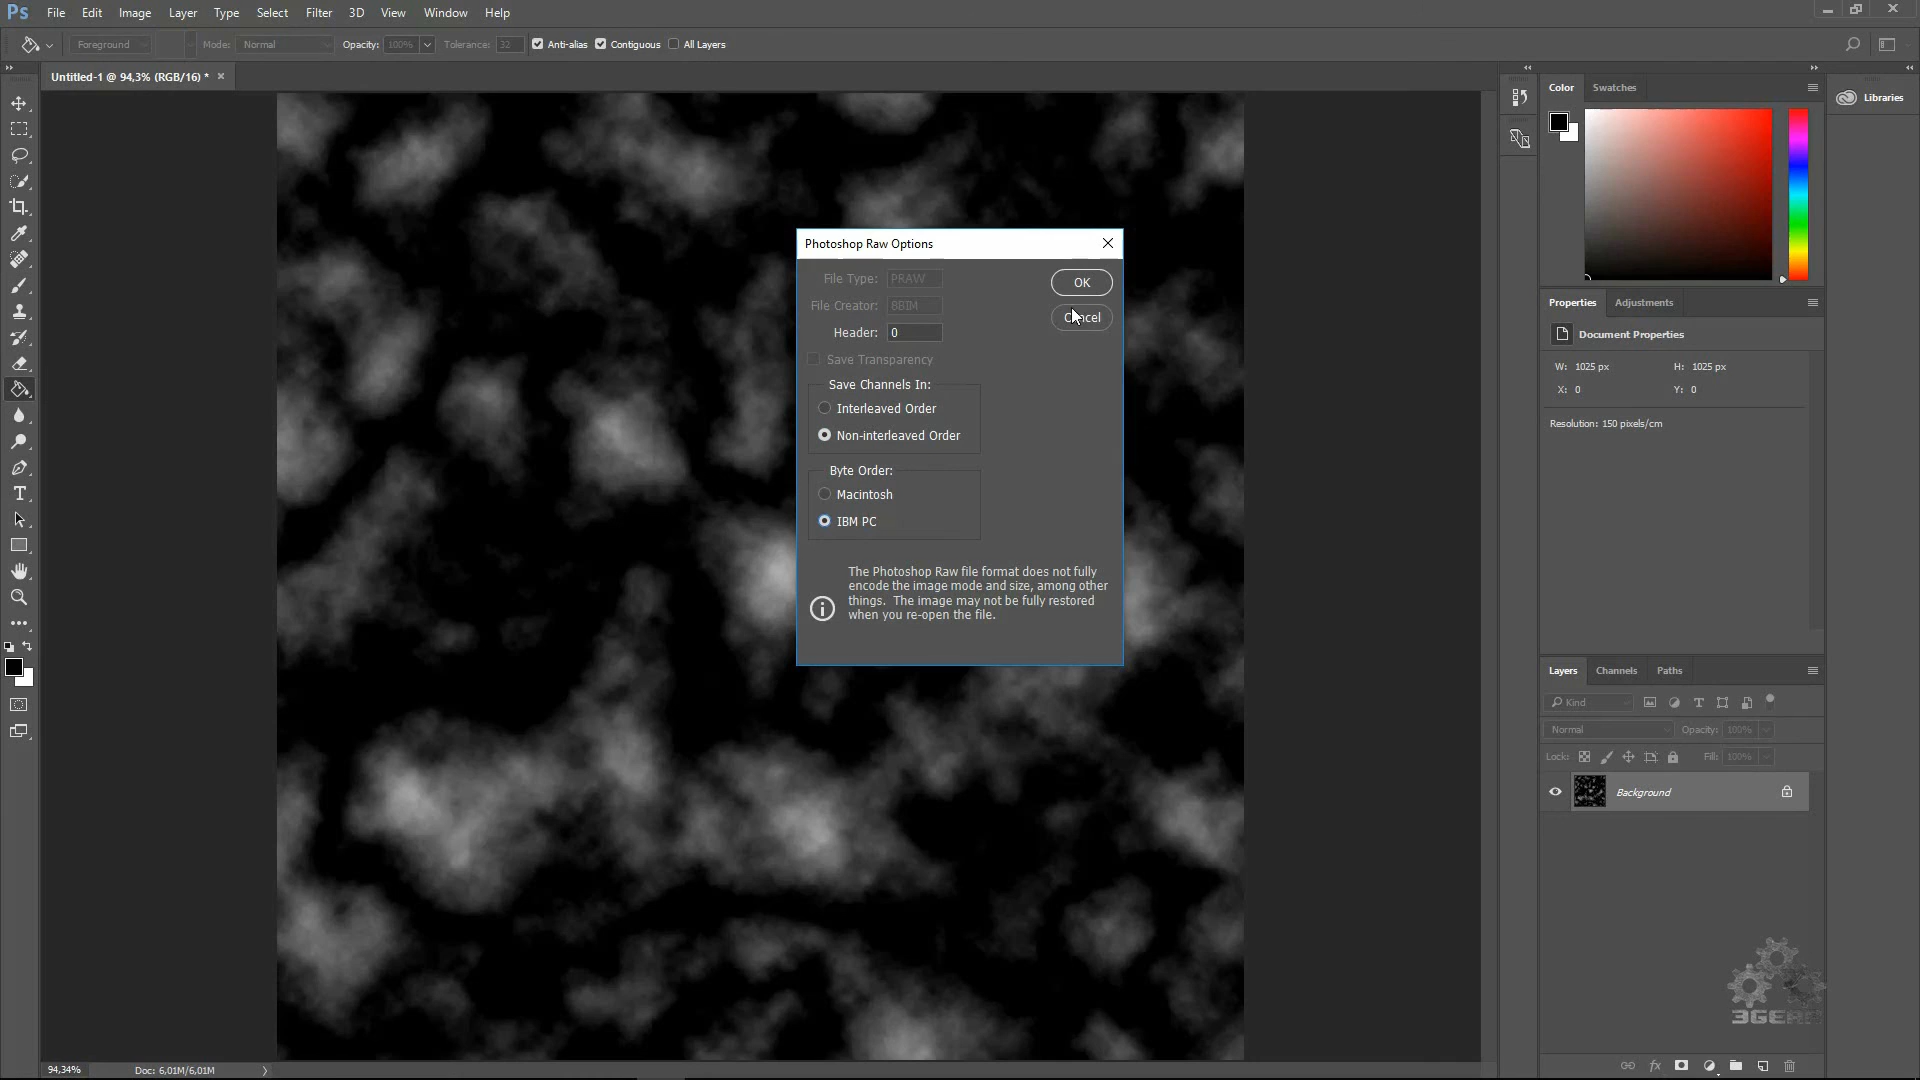 Ps File Edit Image Layer Type Select Filter 3D View Window Help
Foreground Mode: Normal Opacity: 100% Tolerance: 32 Anti-alias Contiguous All Layers
Untitled-1 @ 94,3% (RGB/16) * ×
Photoshop Raw Options
File Type: PRAW
OK
File Creator: 8BIM
Cancel
Header: 0
Save Transparency
Save Channels In:
Interleaved Order
Non-interleaved Order
Byte Order:
Macintosh
IBM PC
The Photoshop Raw file format does not fully
encode the image mode and size, among other
things. The image may not be fully restored
when you re-open the file.
Color Swatches
Libraries
Properties Adjustments
Document Properties
W: 1025 px H: 1025 px
X: 0 Y: 0
Resolution: 150 pixels/cm
Layers Channels Paths
Kind
Normal Opacity: 100%
Lock: Fill: 100%
Background
94,34% Doc: 6,01M/6,01M